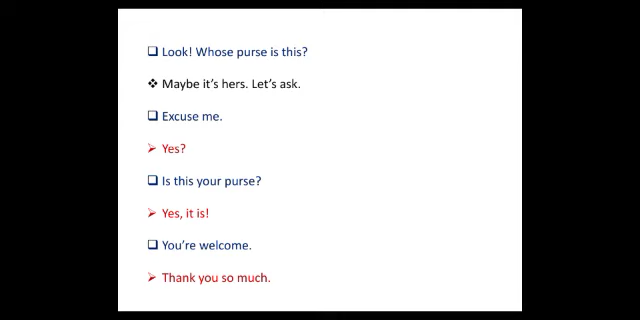 Look! Whose purse is this?
Maybe it's hers. Let's ask.
Excuse me.
Yes?
Is this your purse?
Yes, it is!
You're welcome.
Thank you so much.